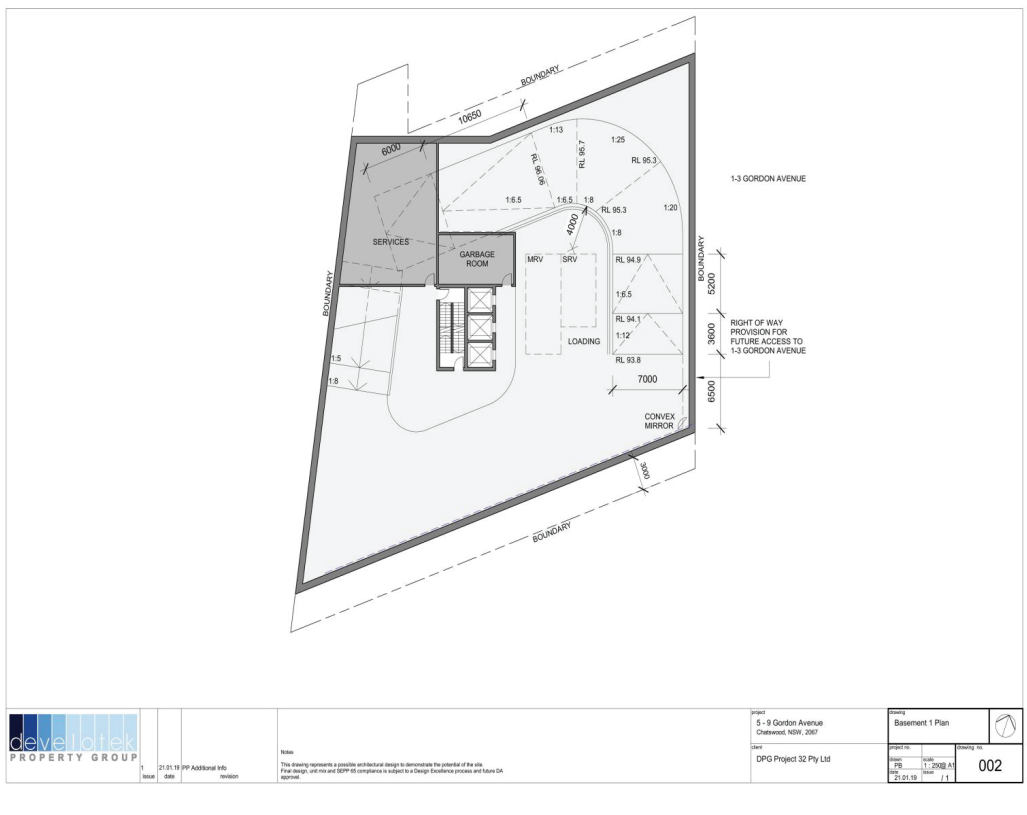 BOUNDARY
10650
6000
1:13
1:25
RL 95.7
RL 96.06
RL 95.3
1-3 GORDON AVENUE
1:6.5
1:6.5
1:8
RL 95.3
1:20
4000
1:8
SERVICES
GARBAGE
ROOM
MRV
SRV
RL 94.9
BOUNDARY
BOUNDARY
5200
1:6.5
RL 94.1
3600
RIGHT OF WAY
PROVISION FOR
FUTURE ACCESS TO
1-3 GORDON AVENUE
1:12
LOADING
RL 93.8
1:5
1:8
7000
6500
CONVEX
MIRROR
3000
BOUNDARY
develotek
PROPERTY GROUP
1 21.01.19 PP Additional Info
issue date revision
Notes
This drawing represents a possible architectural design to demonstrate the potential of the site.
Final design, unit mix and SEPP 65 compliance is subject to a Design Excellence process and future DA
approval.
project
5 - 9 Gordon Avenue
Chatswood, NSW, 2067
client
DPG Project 32 Pty Ltd
drawing
Basement 1 Plan
project no.
drawing no.
drawn
PB
scale
1 : 250@ A1
002
date
21.01.19
issue
/ 1